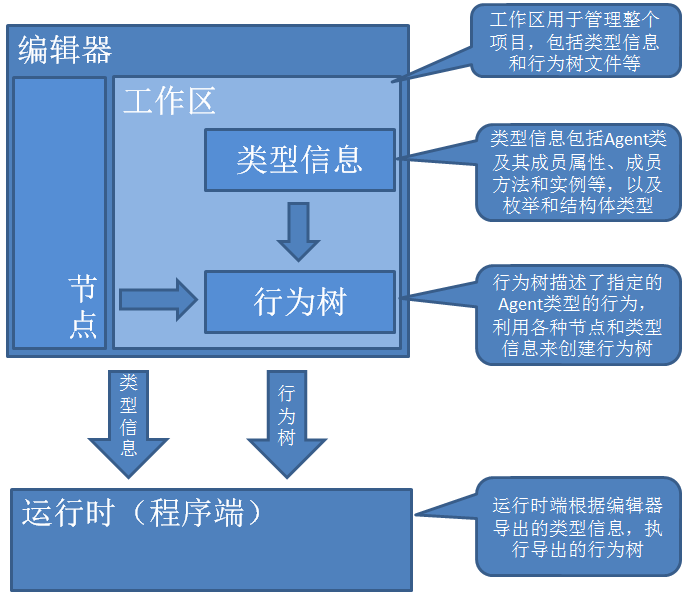 编辑器
节
点
工作区
类型信息
行为树
类
型
信
息
行
为
树
运行时（程序端）
工作区用于管理整个
项目，包括类型信息
和行为树文件等
类型信息包括Agent类
及其成员属性、成员
方法和实例等，以及
枚举和结构体类型
行为树描述了指定的
Agent类型的行为，
利用各种节点和类型
信息来创建行为树
运行时端根据编辑器
导出的类型信息，执
行导出的行为树